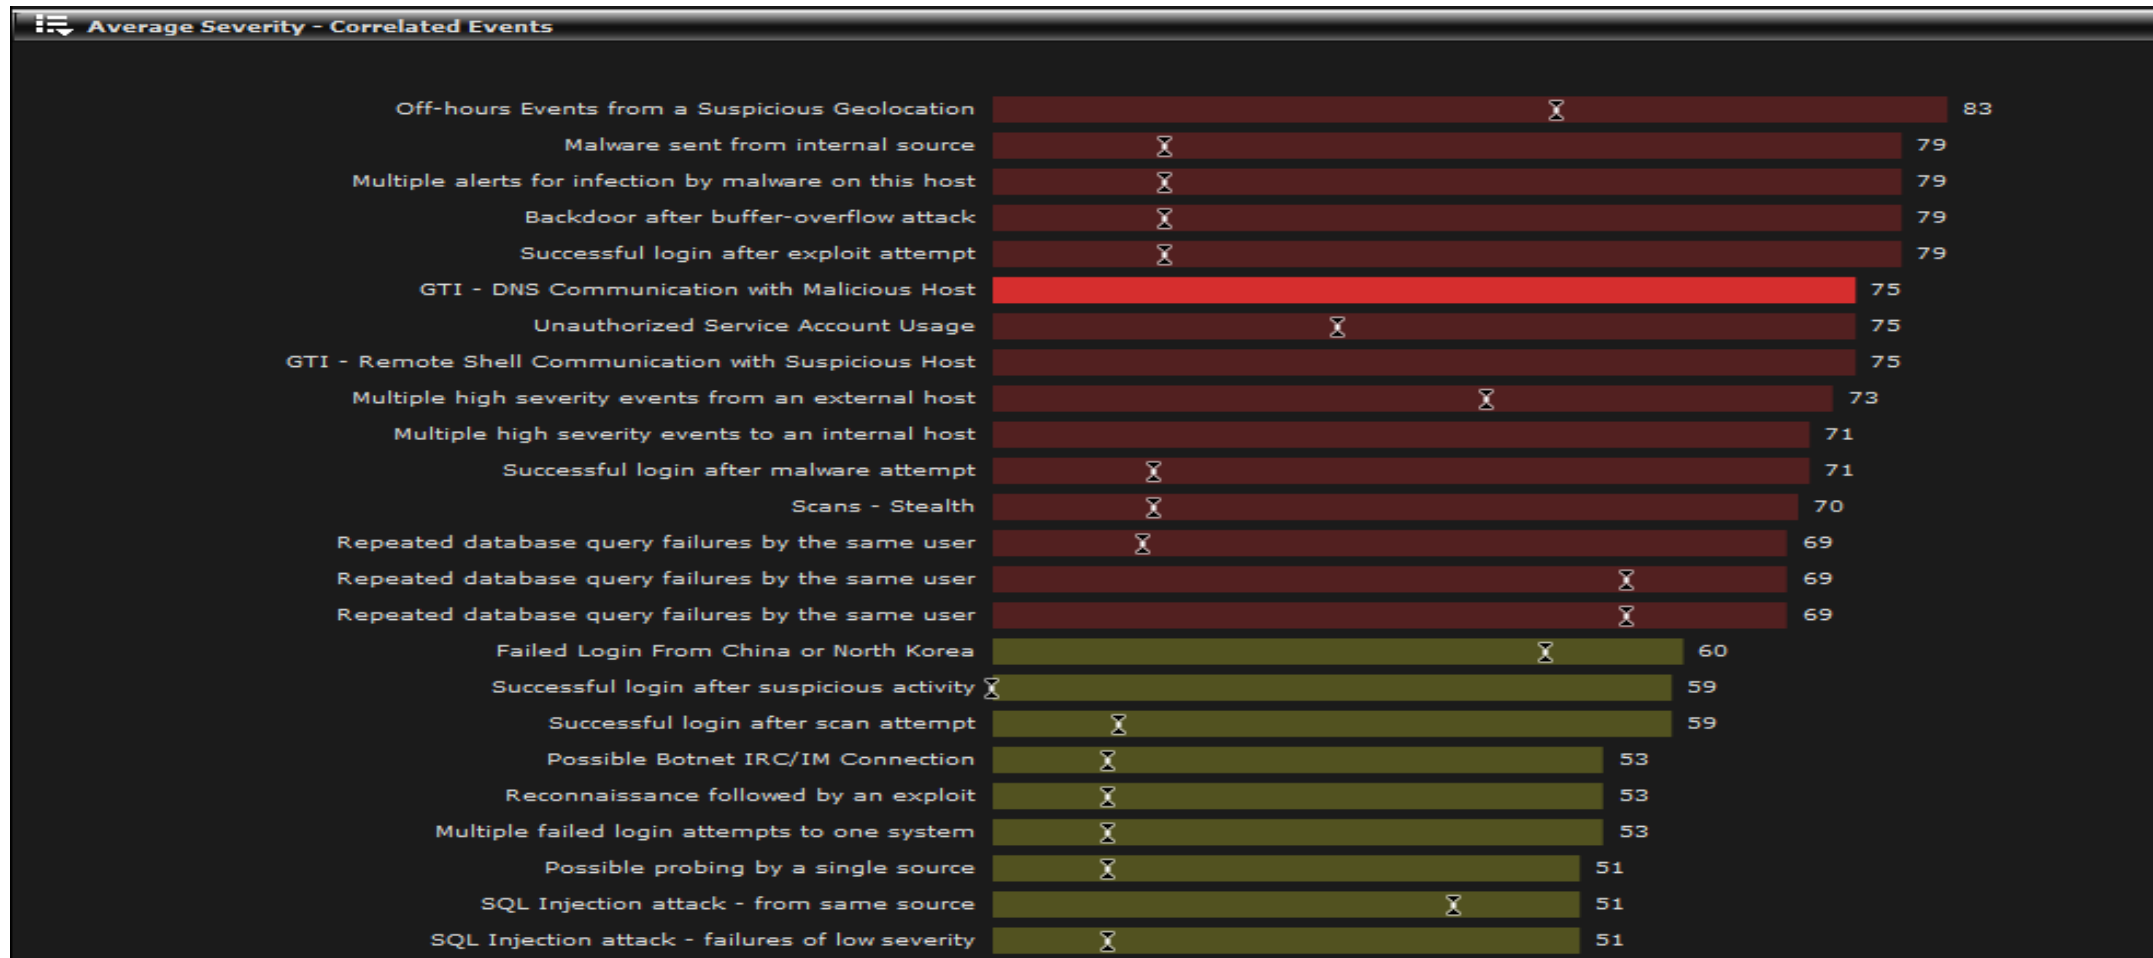 Average Severity - Correlated Events
Off-hours Events from a Suspicious Geolocation 83
Malware sent from internal source 79
Multiple alerts for infection by malware on this host 79
Backdoor after buffer-overflow attack 79
Successful login after exploit attempt 79
GTI - DNS Communication with Malicious Host 75
Unauthorized Service Account Usage 75
GTI - Remote Shell Communication with Suspicious Host 75
Multiple high severity events from an external host 73
Multiple high severity events to an internal host 71
Successful login after malware attempt 71
Scans - Stealth 70
Repeated database query failures by the same user 69
Repeated database query failures by the same user 69
Repeated database query failures by the same user 69
Failed Login From China or North Korea 60
Successful login after suspicious activity 59
Successful login after scan attempt 59
Possible Botnet IRC/IM Connection 53
Reconnaissance followed by an exploit 53
Multiple failed login attempts to one system 53
Possible probing by a single source 51
SQL Injection attack - from same source 51
SQL Injection attack - failures of low severity 51